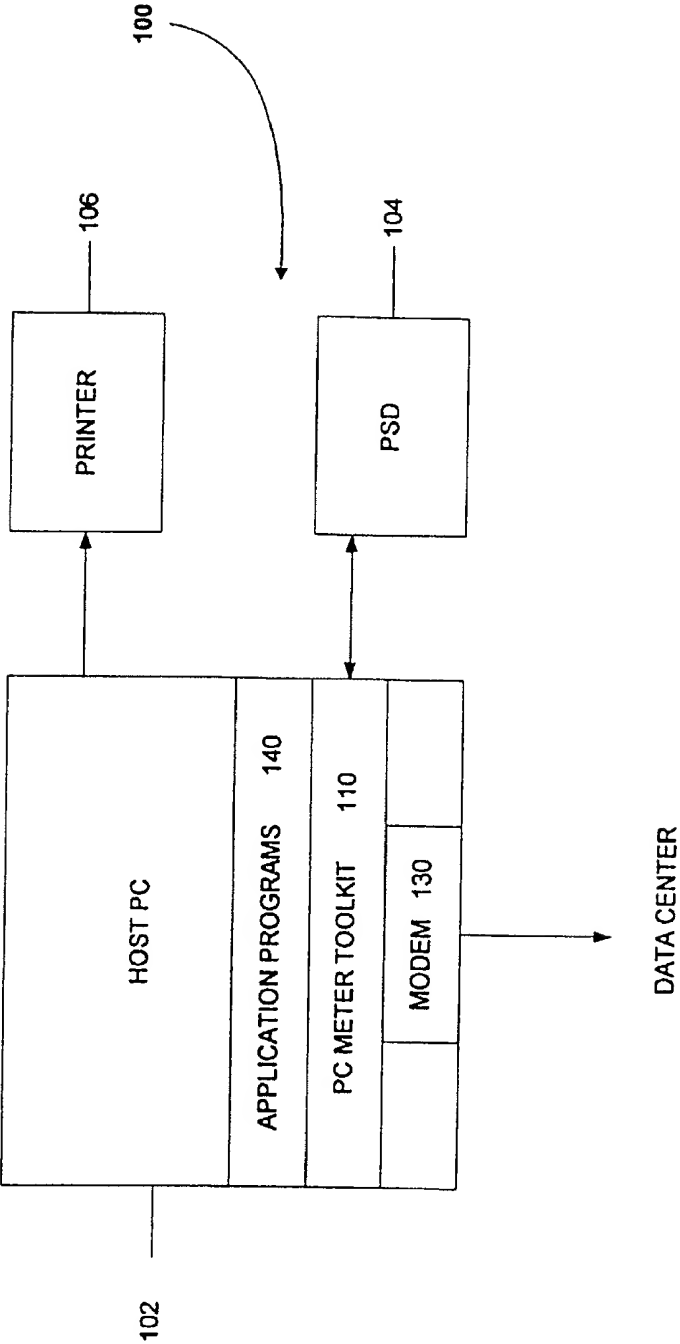 100
106
PRINTER
104
PSD
HOST PC
APPLICATION PROGRAMS 140
PC METER TOOLKIT 110
MODEM 130
102
DATA CENTER